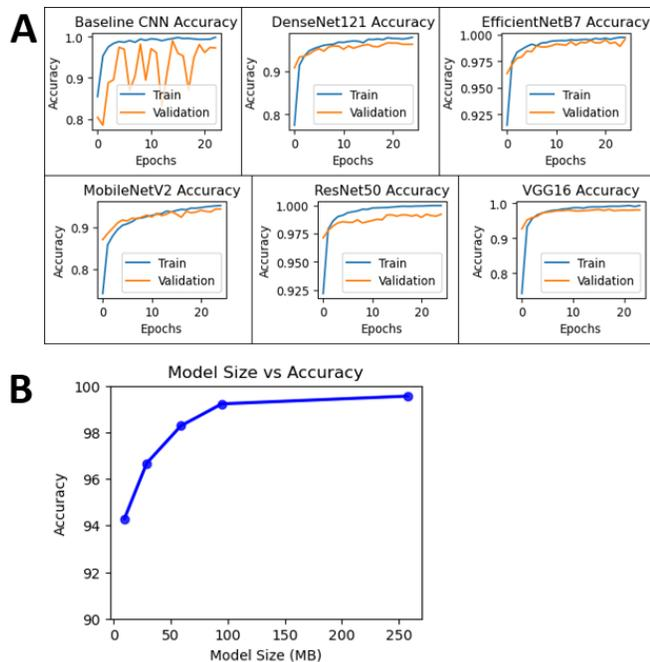 A
Baseline CNN Accuracy
1.0
0.9
0.8
Accuracy
Train
Validation
0
10
20
Epochs
DenseNet121 Accuracy
0.9
0.8
Accuracy
Train
Validation
0
10
20
Epochs
EfficientNetB7 Accuracy
1.000
0.975
0.950
0.925
Accuracy
Train
Validation
0
20
Epochs
MobileNetV2 Accuracy
0.9
0.8
Accuracy
Train
Validation
0
10
20
Epochs
ResNet50 Accuracy
1.000
0.975
0.950
0.925
Accuracy
Train
Validation
0
20
Epochs
VGG16 Accuracy
1.0
0.9
0.8
Accuracy
Train
Validation
0
10
20
Epochs
B
Model Size vs Accuracy
100
98
96
94
92
90
Accuracy
0
50
100
150
200
250
Model Size (MB)